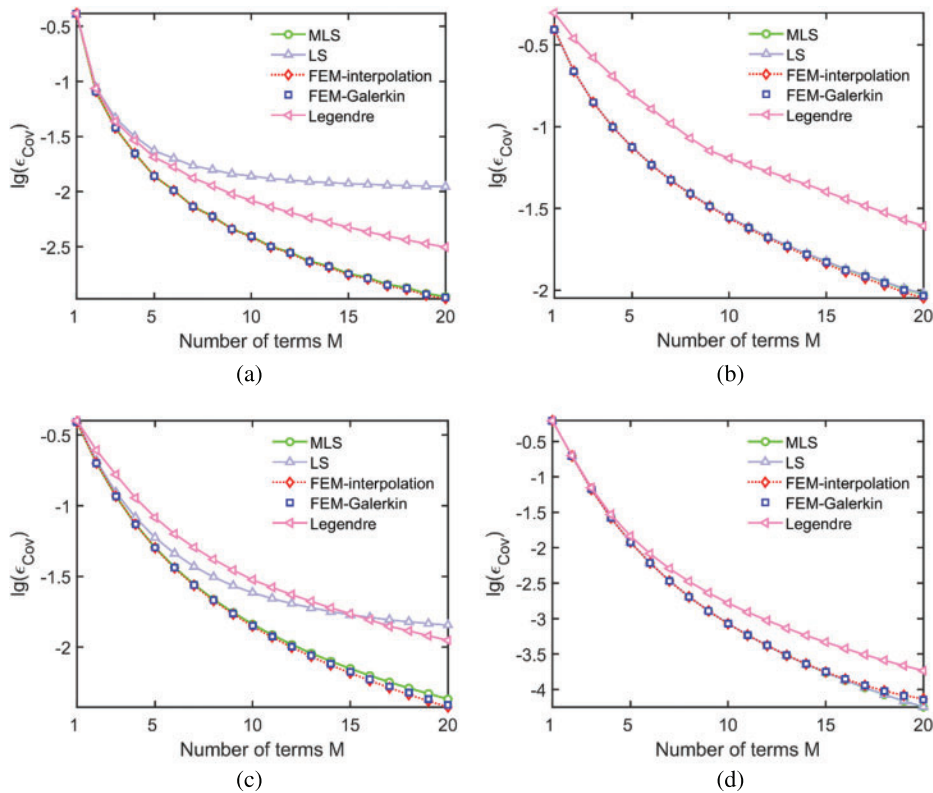 -0.5
-1
-1.5
-2
-2.5
lg(ϵCov)
MLS
LS
FEM-interpolation
FEM-Galerkin
Legendre
1 5 10 15 20
Number of terms M
(a)
-0.5
-1
-1.5
-2
lg(ϵCov)
MLS
LS
FEM-interpolation
FEM-Galerkin
Legendre
1 5 10 15 20
Number of terms M
(b)
-0.5
-1
-1.5
-2
lg(ϵCov)
MLS
LS
FEM-interpolation
FEM-Galerkin
Legendre
1 5 10 15 20
Number of terms M
(c)
-0.5
-1
-1.5
-2
-2.5
-3
-3.5
-4
lg(ϵCov)
MLS
LS
FEM-interpolation
FEM-Galerkin
Legendre
1 5 10 15 20
Number of terms M
(d)